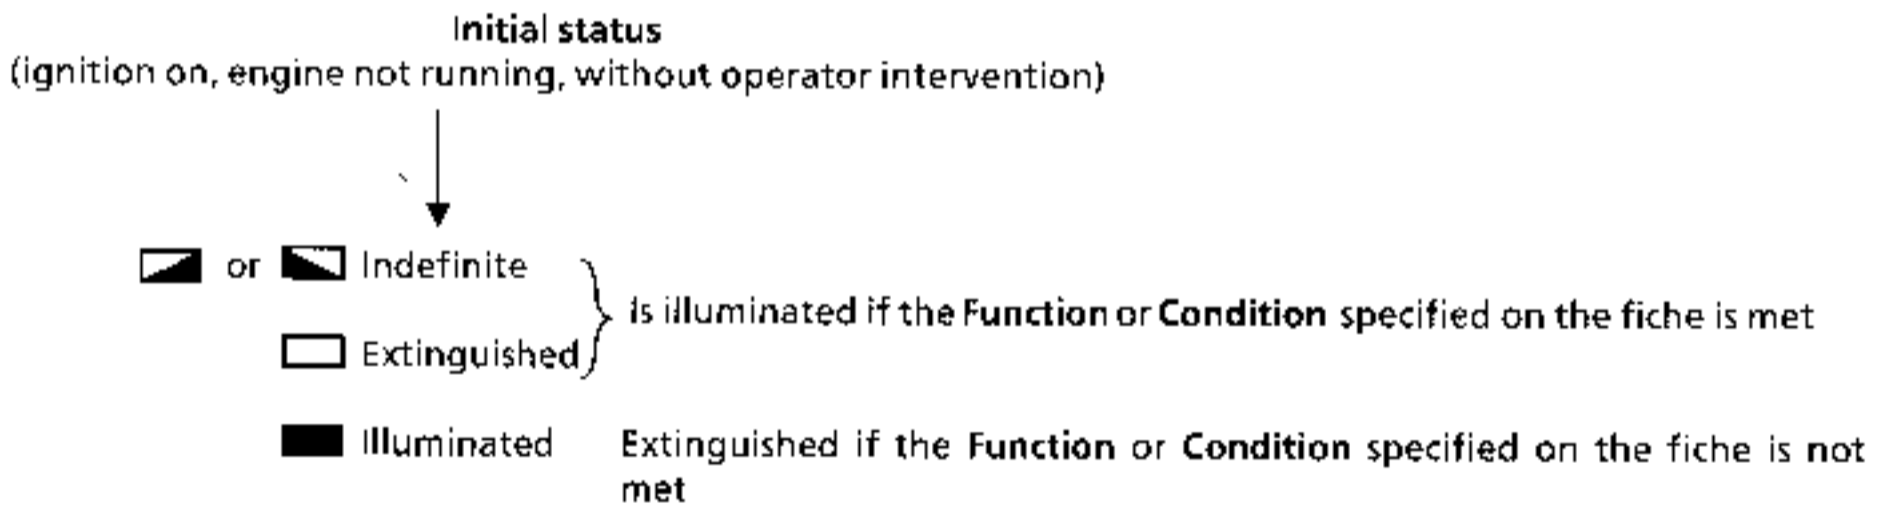 Initial status
(ignition on, engine not running, without operator intervention)
or Indefinite
Is illuminated if the Function or Condition specified on the fiche is met
Extinguished
Illuminated Extinguished if the Function or Condition specified on the fiche is not
met